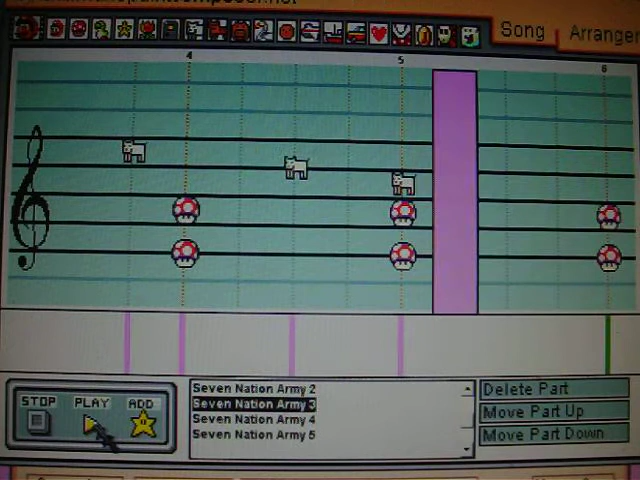 Song
Arranger
4
5
6
STOP
PLAY
ADD
Seven Nation Army 2
Seven Nation Army 3
Seven Nation Army 4
Seven Nation Army 5
Delete Part
Move Part Up
Move Part Down